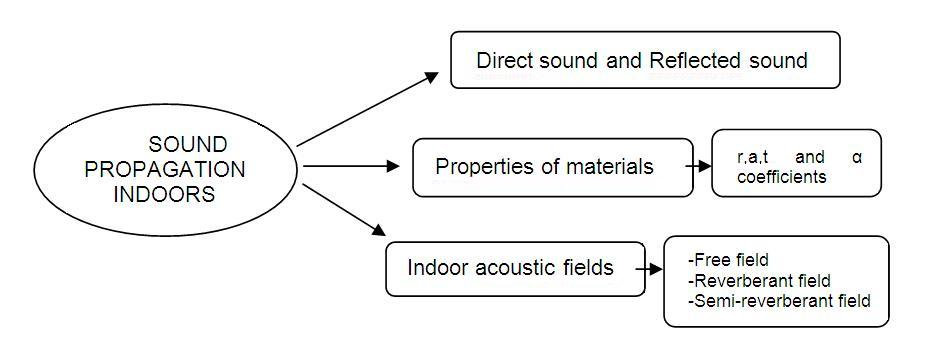 SOUND
PROPAGATION
INDOORS
Direct sound and Reflected sound
Properties of materials
r,a,t and α
coefficients
Indoor acoustic fields
-Free field
-Reverberant field
-Semi-reverberant field